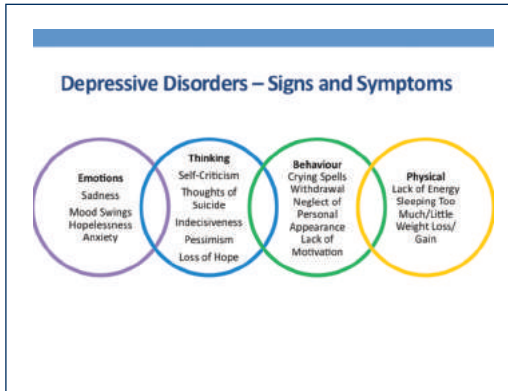 Depressive Disorders – Signs and Symptoms
Emotions
Sadness
Mood Swings
Hopelessness
Anxiety
Thinking
Self-Criticism
Thoughts of
Suicide
Indecisiveness
Pessimism
Loss of Hope
Behaviour
Crying Spells
Withdrawal
Neglect of
Personal
Appearance
Lack of
Motivation
Physical
Lack of Energy
Sleeping Too
Much/Little
Weight Loss/
Gain